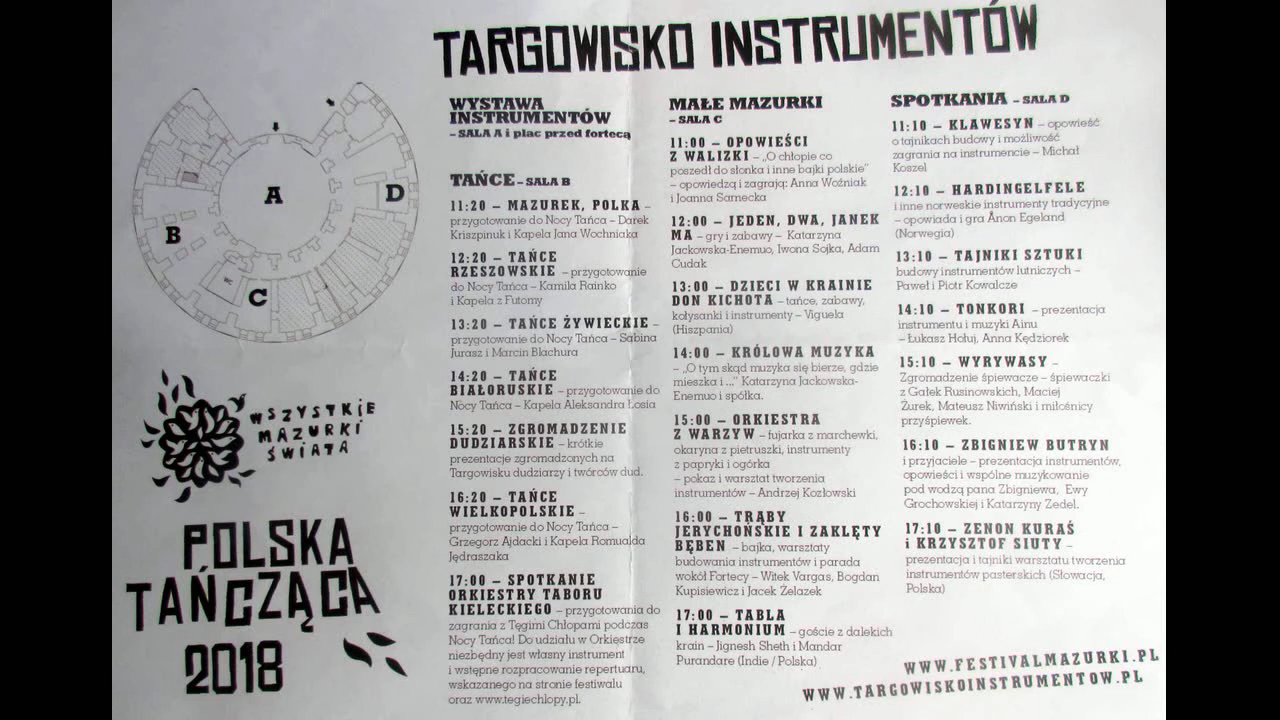 TARGOWISKO INSTRUMENTÓW
A
B
C
D
WSZYSTKiE
MAZURKI
ŚWiATA
POLSKA
TAŃCZĄCA
2018
WYSTAWA
INSTRUMENTÓW
– SALA A i plac przed fortecą
TAŃCE – SALA B
11:20 – MAZUREK, POLKA –
przygotowanie do Nocy Tańca – Darek
Kriszpinuk i Kapela Jana Wochniaka
12:20 – TAŃCE
RZESZOWSKIE – przygotowanie
do Nocy Tańca – Kamila Rainko
i Kapela z Futomy
13:20 – TAŃCE ŻYWIECKIE –
przygotowanie do Nocy Tańca – Sabina
Jurasz i Marcin Blachura
14:20 – TAŃCE
BIAŁORUSKIE – przygotowanie do
Nocy Tańca – Kapela Aleksandra Łosia
15:20 – ZGROMADZENIE
DUDZIARSKIE – krótkie
prezentacje zgromadzonych na
Targowisku dudziarzy i twórców dud.
16:20 – TAŃCE
WIELKOPOLSKIE –
przygotowanie do Nocy Tańca –
Grzegorz Ajdacki i Kapela Romualda
Jędraszaka
17:00 – SPOTKANIE
ORKIESTRY TABORU
KIELECKIEGO – przygotowania do
zagrania z Tęgimi Chłopami podczas
Nocy Tańca! Do udziału w Orkiestrze
niezbędny jest własny instrument
i wstępne rozpracowanie repertuaru,
wskazanego na stronie festiwalu
oraz www.tegiechlopy.pl.
MAŁE MAZURKI
– SALA C
11:00 – OPOWIEŚCI
Z WALIZKI – „O chłopie co
poszedł do słonka i inne bajki polskie”
– opowiedzą i zagrają: Anna Woźniak
i Joanna Sarnecka
12:00 – JEDEN, DWA, JANEK
MA – gry i zabawy – Katarzyna
Jackowska-Enemuo, Iwona Sojka, Adam
Cudak
13:00 – DZIECI W KRAINIE
DON KICHOTA – tańce, zabawy,
kołysanki i instrumenty – Viguela
(Hiszpania)
14:00 – KRÓLOWA MUZYKA
– „O tym skąd muzyka się bierze, gdzie
mieszka i ...” Katarzyna Jackowska-
Enemuo i spółka.
15:00 – ORKIESTRA
Z WARZYW – fujarka z marchewki,
okaryna z pietruszki, instrumenty
z papryki i ogórka
– pokaz i warsztat tworzenia
instrumentów – Andrzej Kozłowski
16:00 – TRĄBY
JERYCHOŃSKIE I ZAKLĘTY
BĘBEN – bajka, warsztaty
budowania instrumentów i parada
wokół Fortecy – Witek Vargas, Bogdan
Kupisiewicz i Jacek Żelazek
17:00 – TABLA
I HARMONIUM – goście z dalekich
krain – Jignesh Sheth i Mandar
Purandare (Indie / Polska)
SPOTKANIA – SALA D
11:10 – KLAWESYN – opowieść
o tajnikach budowy i możliwość
zagrania na instrumencie – Michał
Koszel
12:10 – HARDINGELFELE
i inne norweskie instrumenty tradycyjne
– opowiada i gra Ånon Egeland
(Norwegia)
13:10 – TAJNIKI SZTUKI
budowy instrumentów lutniczych –
Paweł i Piotr Kowalcze
14:10 – TONKORI – prezentacja
instrumentu i muzyki Ainu
– Łukasz Hołuj, Anna Kędziorek
15:10 – WYRYWASY –
Zgromadzenie śpiewacze – śpiewaczki
z Gałek Rusinowskich, Maciej
Żurek, Mateusz Niwiński i miłośnicy
przyśpiewek.
16:10 – ZBIGNIEW BUTRYN
i przyjaciele – prezentacja instrumentów,
opowieści i wspólne muzykowanie
pod wodzą pana Zbigniewa, Ewy
Grochowskiej i Katarzyny Zedel.
17:10 – ZENON KURAŚ
i KRZYSZTOF SIUTY –
prezentacja i tajniki warsztatu tworzenia
instrumentów pasterskich (Słowacja,
Polska)
WWW.FESTIVALMAZURKI.PL
WWW.TARGOWISKOINSTRUMENTOW.PL